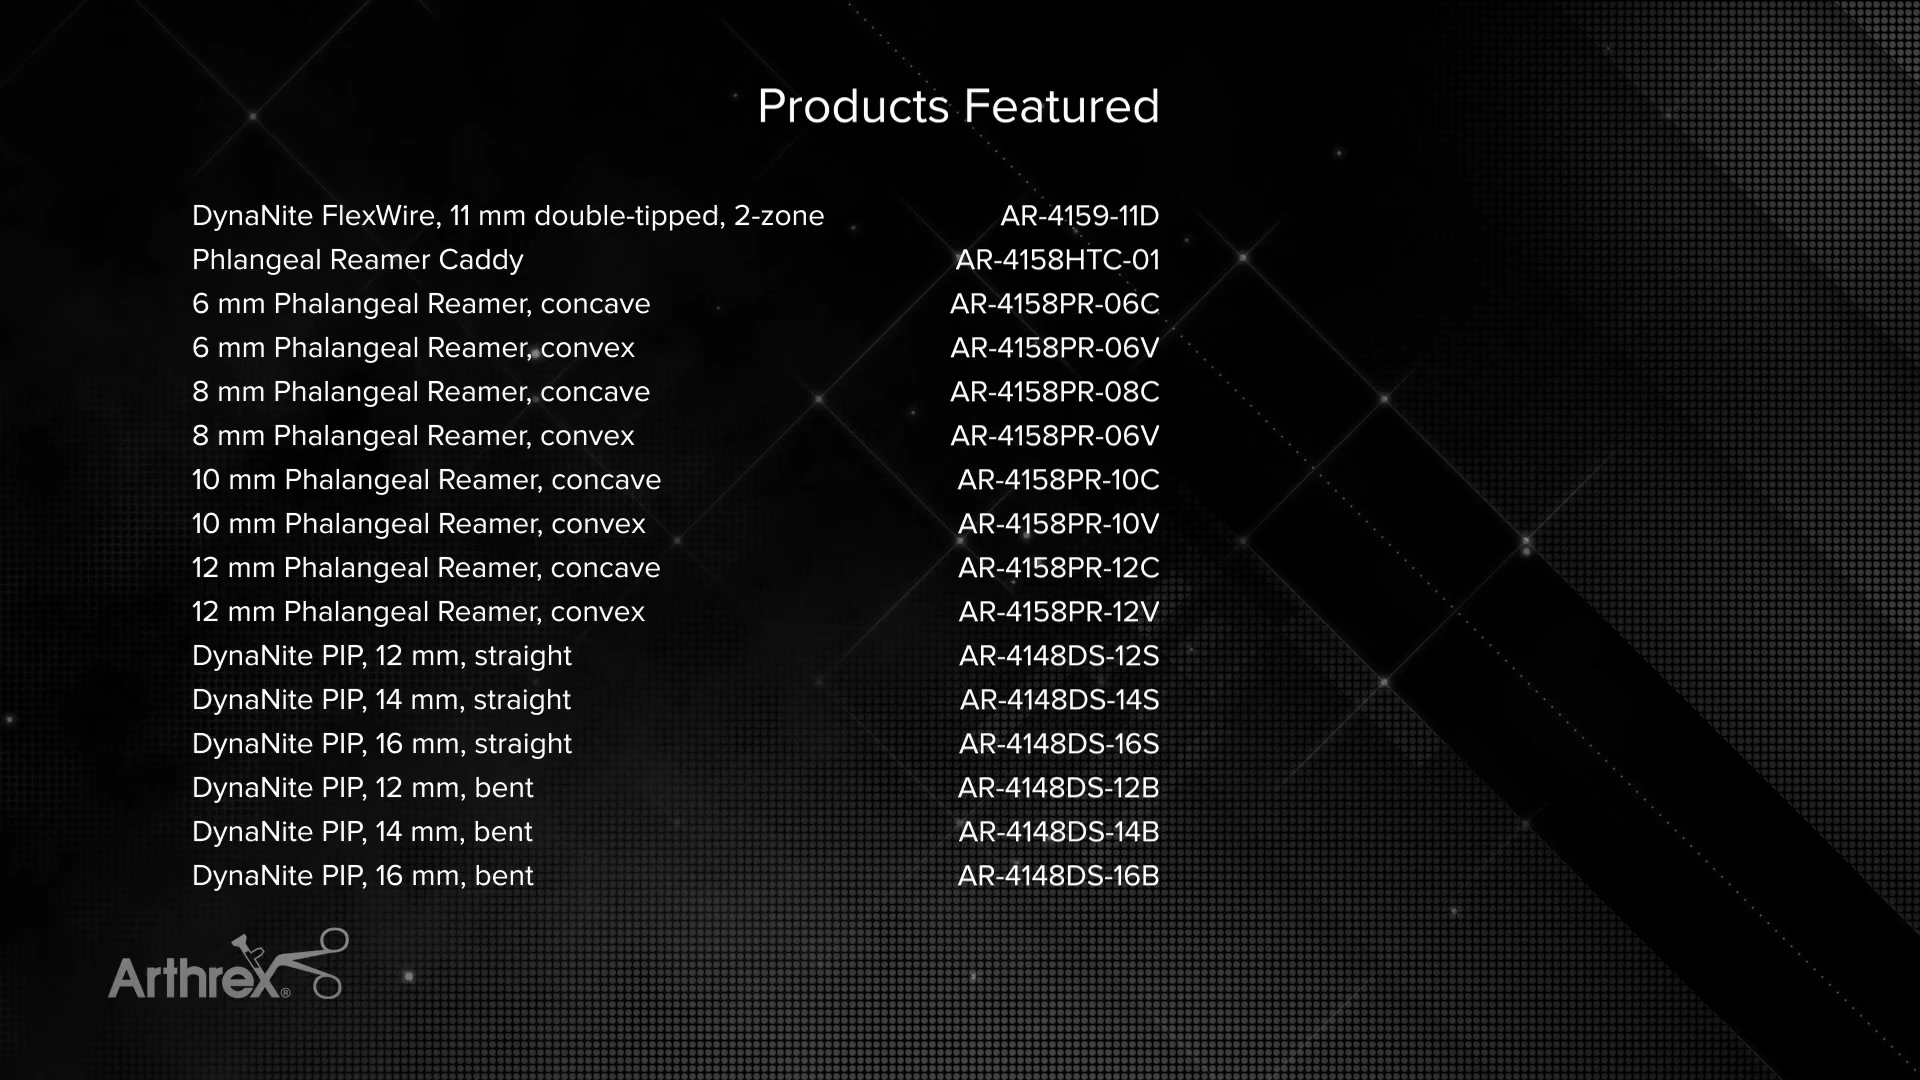 Products Featured
DynaNite FlexWire, 11 mm double-tipped, 2-zone AR-4159-11D
Phlangeal Reamer Caddy AR-4158HTC-01
6 mm Phalangeal Reamer, concave AR-4158PR-06C
6 mm Phalangeal Reamer, convex AR-4158PR-06V
8 mm Phalangeal Reamer, concave AR-4158PR-08C
8 mm Phalangeal Reamer, convex AR-4158PR-06V
10 mm Phalangeal Reamer, concave AR-4158PR-10C
10 mm Phalangeal Reamer, convex AR-4158PR-10V
12 mm Phalangeal Reamer, concave AR-4158PR-12C
12 mm Phalangeal Reamer, convex AR-4158PR-12V
DynaNite PIP, 12 mm, straight AR-4148DS-12S
DynaNite PIP, 14 mm, straight AR-4148DS-14S
DynaNite PIP, 16 mm, straight AR-4148DS-16S
DynaNite PIP, 12 mm, bent AR-4148DS-12B
DynaNite PIP, 14 mm, bent AR-4148DS-14B
DynaNite PIP, 16 mm, bent AR-4148DS-16B
Arthrex®